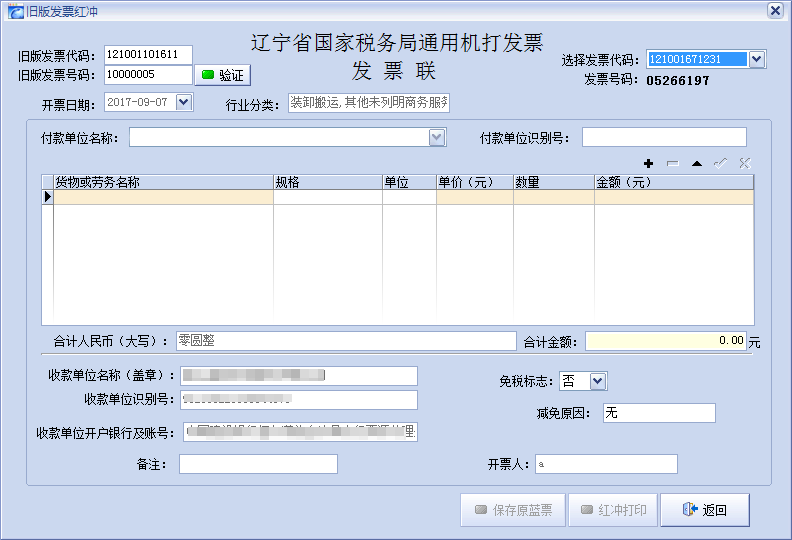 旧版发票红冲
辽宁省国家税务局通用机打发票
发 票 联
旧版发票代码： 121001101611
旧版发票号码： 10000005 验证
选择发票代码： 121001671231
发票号码： 05266197
开票日期： 2017-09-07 行业分类： 装卸搬运,其他未列明商务服务
付款单位名称： 付款单位识别号：
货物或劳务名称 规格 单位 单价（元） 数量 金额（元）
合计人民币（大写）： 零圆整 合计金额： 0.00 元
收款单位名称（盖章）： 免税标志： 否
收款单位识别号： 减免原因： 无
收款单位开户银行及账号：
备注： 开票人： a
保存原蓝票 红冲打印 返回